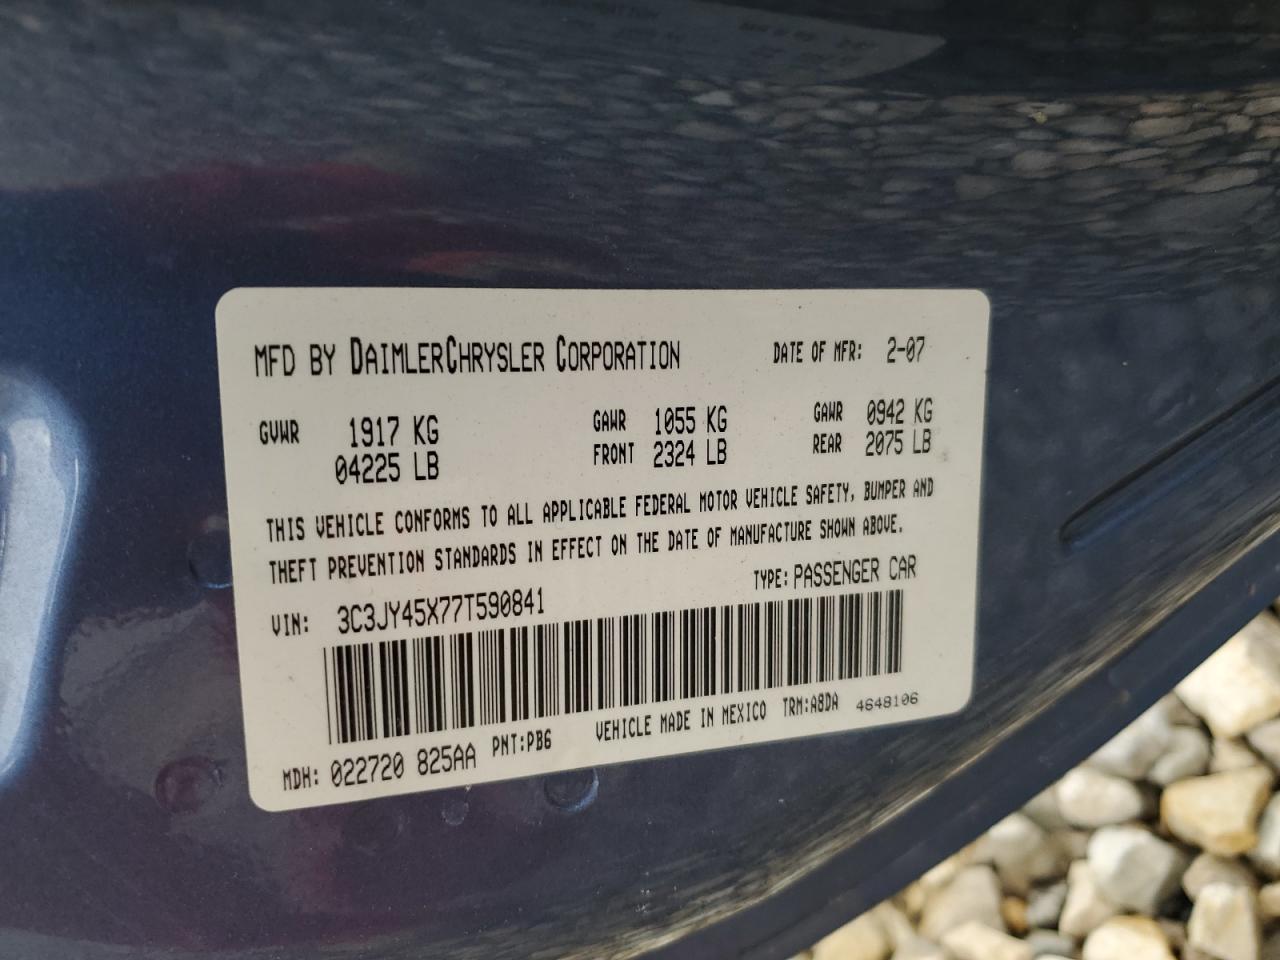 MFD BY DAIMLERCHRYSLER CORPORATION DATE OF MFR: 2-07
GVWR 1917 KG GAWR 1055 KG GAWR 0942 KG
04225 LB FRONT 2324 LB REAR 2075 LB
THIS VEHICLE CONFORMS TO ALL APPLICABLE FEDERAL MOTOR VEHICLE SAFETY, BUMPER AND
THEFT PREVENTION STANDARDS IN EFFECT ON THE DATE OF MANUFACTURE SHOWN ABOVE.
VIN: 3C3JY45X77T590841 TYPE: PASSENGER CAR
MDH: 022720 825AA PNT:PB6 VEHICLE MADE IN MEXICO TRM:A8DA 4648106